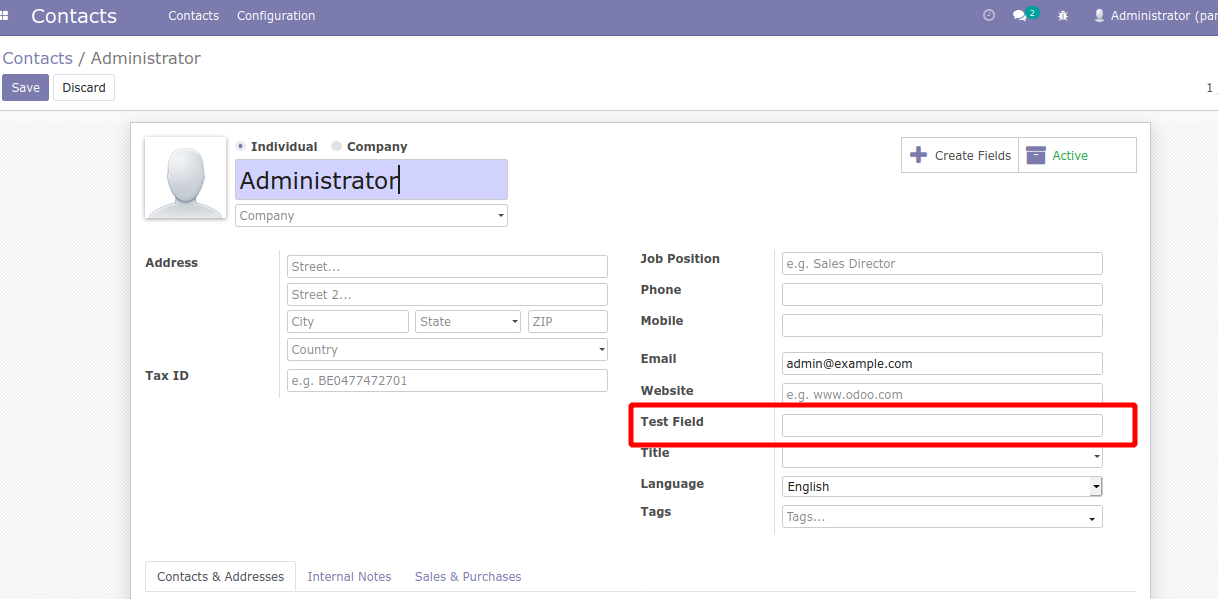 Contacts Contacts Configuration 2 Administrator (par
Contacts / Administrator
Save Discard 1
Individual Company
Create Fields Active
Administrator
Company
Address
Street...
Street 2...
City State ZIP
Country
Tax ID e.g. BE0477472701
Job Position e.g. Sales Director
Phone
Mobile
Email admin@example.com
Website e.g. www.odoo.com
Test Field
Title
Language English
Tags Tags...
Contacts & Addresses Internal Notes Sales & Purchases